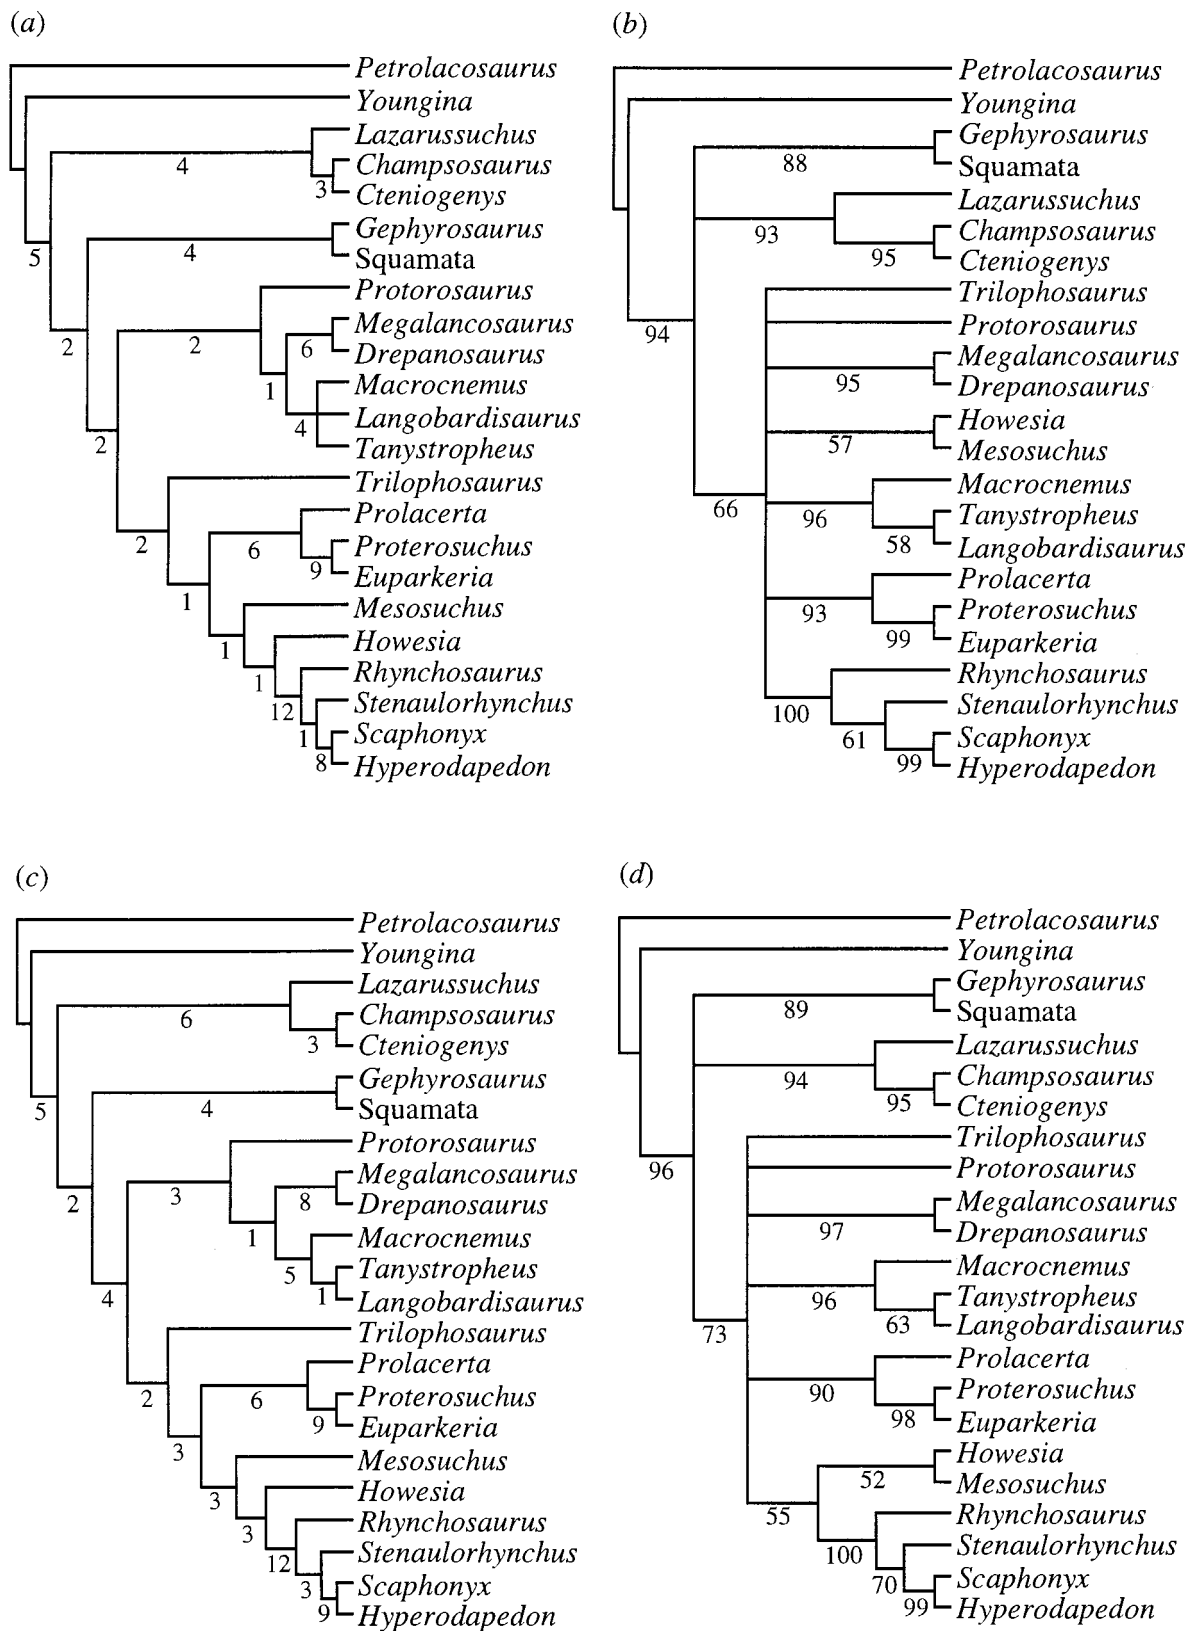 (a)
Petrolacosaurus
Youngina
Lazarussuchus
4
Champsosaurus
3
Cteniogenys
Gephyrosaurus
5
4
Squamata
Protorosaurus
Megalancosaurus
2
2
6
Drepanosaurus
Macrocnemus
1
Langobardisaurus
4
2
Tanystropheus
Trilophosaurus
Prolacerta
2
6
Proterosuchus
9
Euparkeria
1
Mesosuchus
Howesia
1
Rhynchosaurus
1
Stenaulorhynchus
12
Scaphonyx
1
8
Hyperodapedon
(b)
Petrolacosaurus
Youngina
Gephyrosaurus
88
Squamata
Lazarussuchus
93
Champsosaurus
95
Cteniogenys
Trilophosaurus
94
Protorosaurus
Megalancosaurus
95
Drepanosaurus
Howesia
57
Mesosuchus
Macrocnemus
66
96
Tanystropheus
58
Langobardisaurus
Prolacerta
93
Proterosuchus
99
Euparkeria
Rhynchosaurus
100
Stenaulorhynchus
61
Scaphonyx
99
Hyperodapedon
(c)
Petrolacosaurus
Youngina
Lazarussuchus
6
Champsosaurus
3
Cteniogenys
Gephyrosaurus
5
4
Squamata
Protorosaurus
Megalancosaurus
2
3
8
Drepanosaurus
1
Macrocnemus
5
Tanystropheus
1
Langobardisaurus
4
Trilophosaurus
Prolacerta
2
6
Proterosuchus
9
Euparkeria
3
Mesosuchus
Howesia
3
Rhynchosaurus
3
Stenaulorhynchus
12
Scaphonyx
3
9
Hyperodapedon
(d)
Petrolacosaurus
Youngina
Gephyrosaurus
89
Squamata
Lazarussuchus
94
Champsosaurus
95
Cteniogenys
Trilophosaurus
96
Protorosaurus
Megalancosaurus
97
Drepanosaurus
Macrocnemus
96
Tanystropheus
63
Langobardisaurus
73
Prolacerta
90
Proterosuchus
98
Euparkeria
Howesia
52
Mesosuchus
55
Rhynchosaurus
100
Stenaulorhynchus
70
Scaphonyx
99
Hyperodapedon